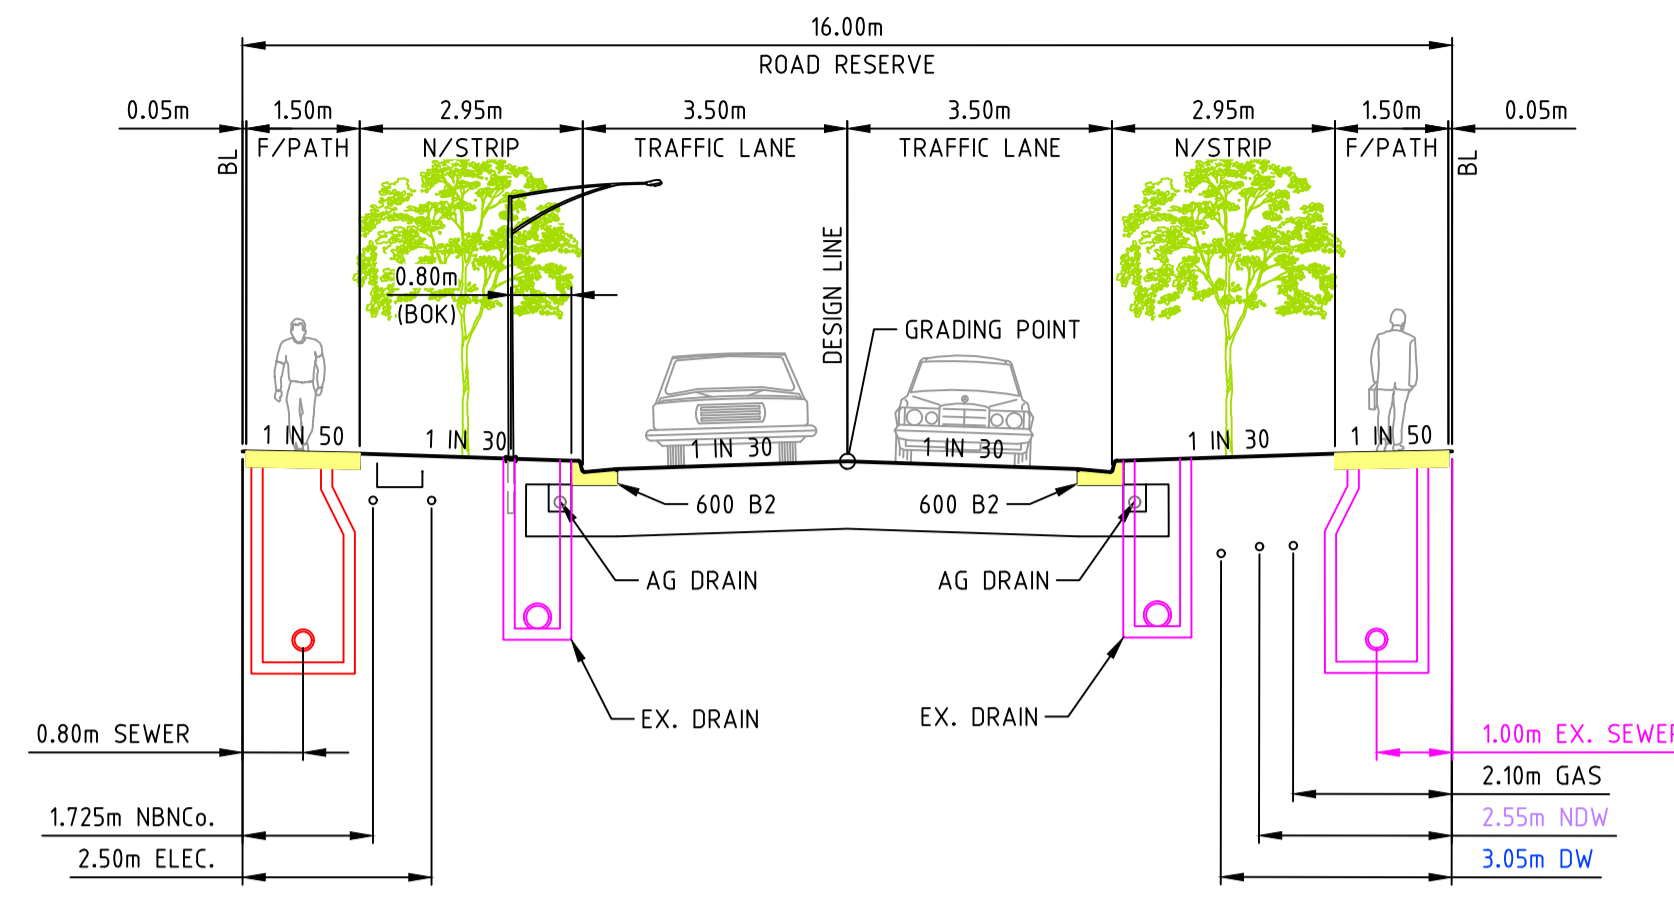 16.00m
ROAD RESERVE
0.05m 1.50m 2.95m 3.50m 3.50m 2.95m 1.50m 0.05m
BL F/PATH N/STRIP TRAFFIC LANE TRAFFIC LANE N/STRIP F/PATH BL
0.80m
(BOK)
DESIGN LINE
GRADING POINT
1 IN 50 1 IN 30 1 IN 30 1 IN 30 1 IN 30 1 IN 50
600 B2 600 B2
AG DRAIN AG DRAIN
EX. DRAIN EX. DRAIN
0.80m SEWER 1.00m EX. SEWER
2.10m GAS
1.725m NBNCo. 2.55m NDW
2.50m ELEC. 3.05m DW